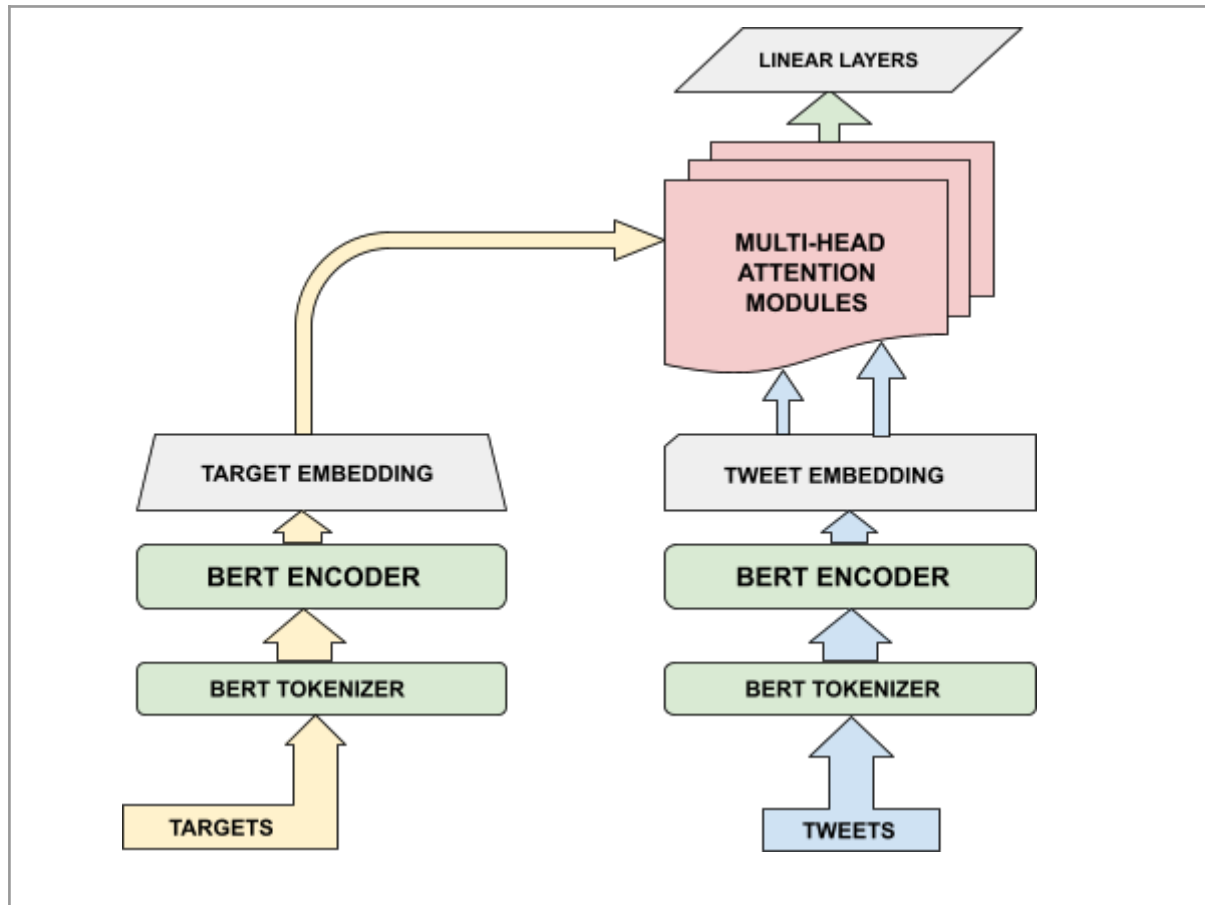 LINEAR LAYERS
MULTI-HEAD
ATTENTION
MODULES
TARGET EMBEDDING
TWEET EMBEDDING
BERT ENCODER
BERT ENCODER
BERT TOKENIZER
BERT TOKENIZER
TARGETS
TWEETS